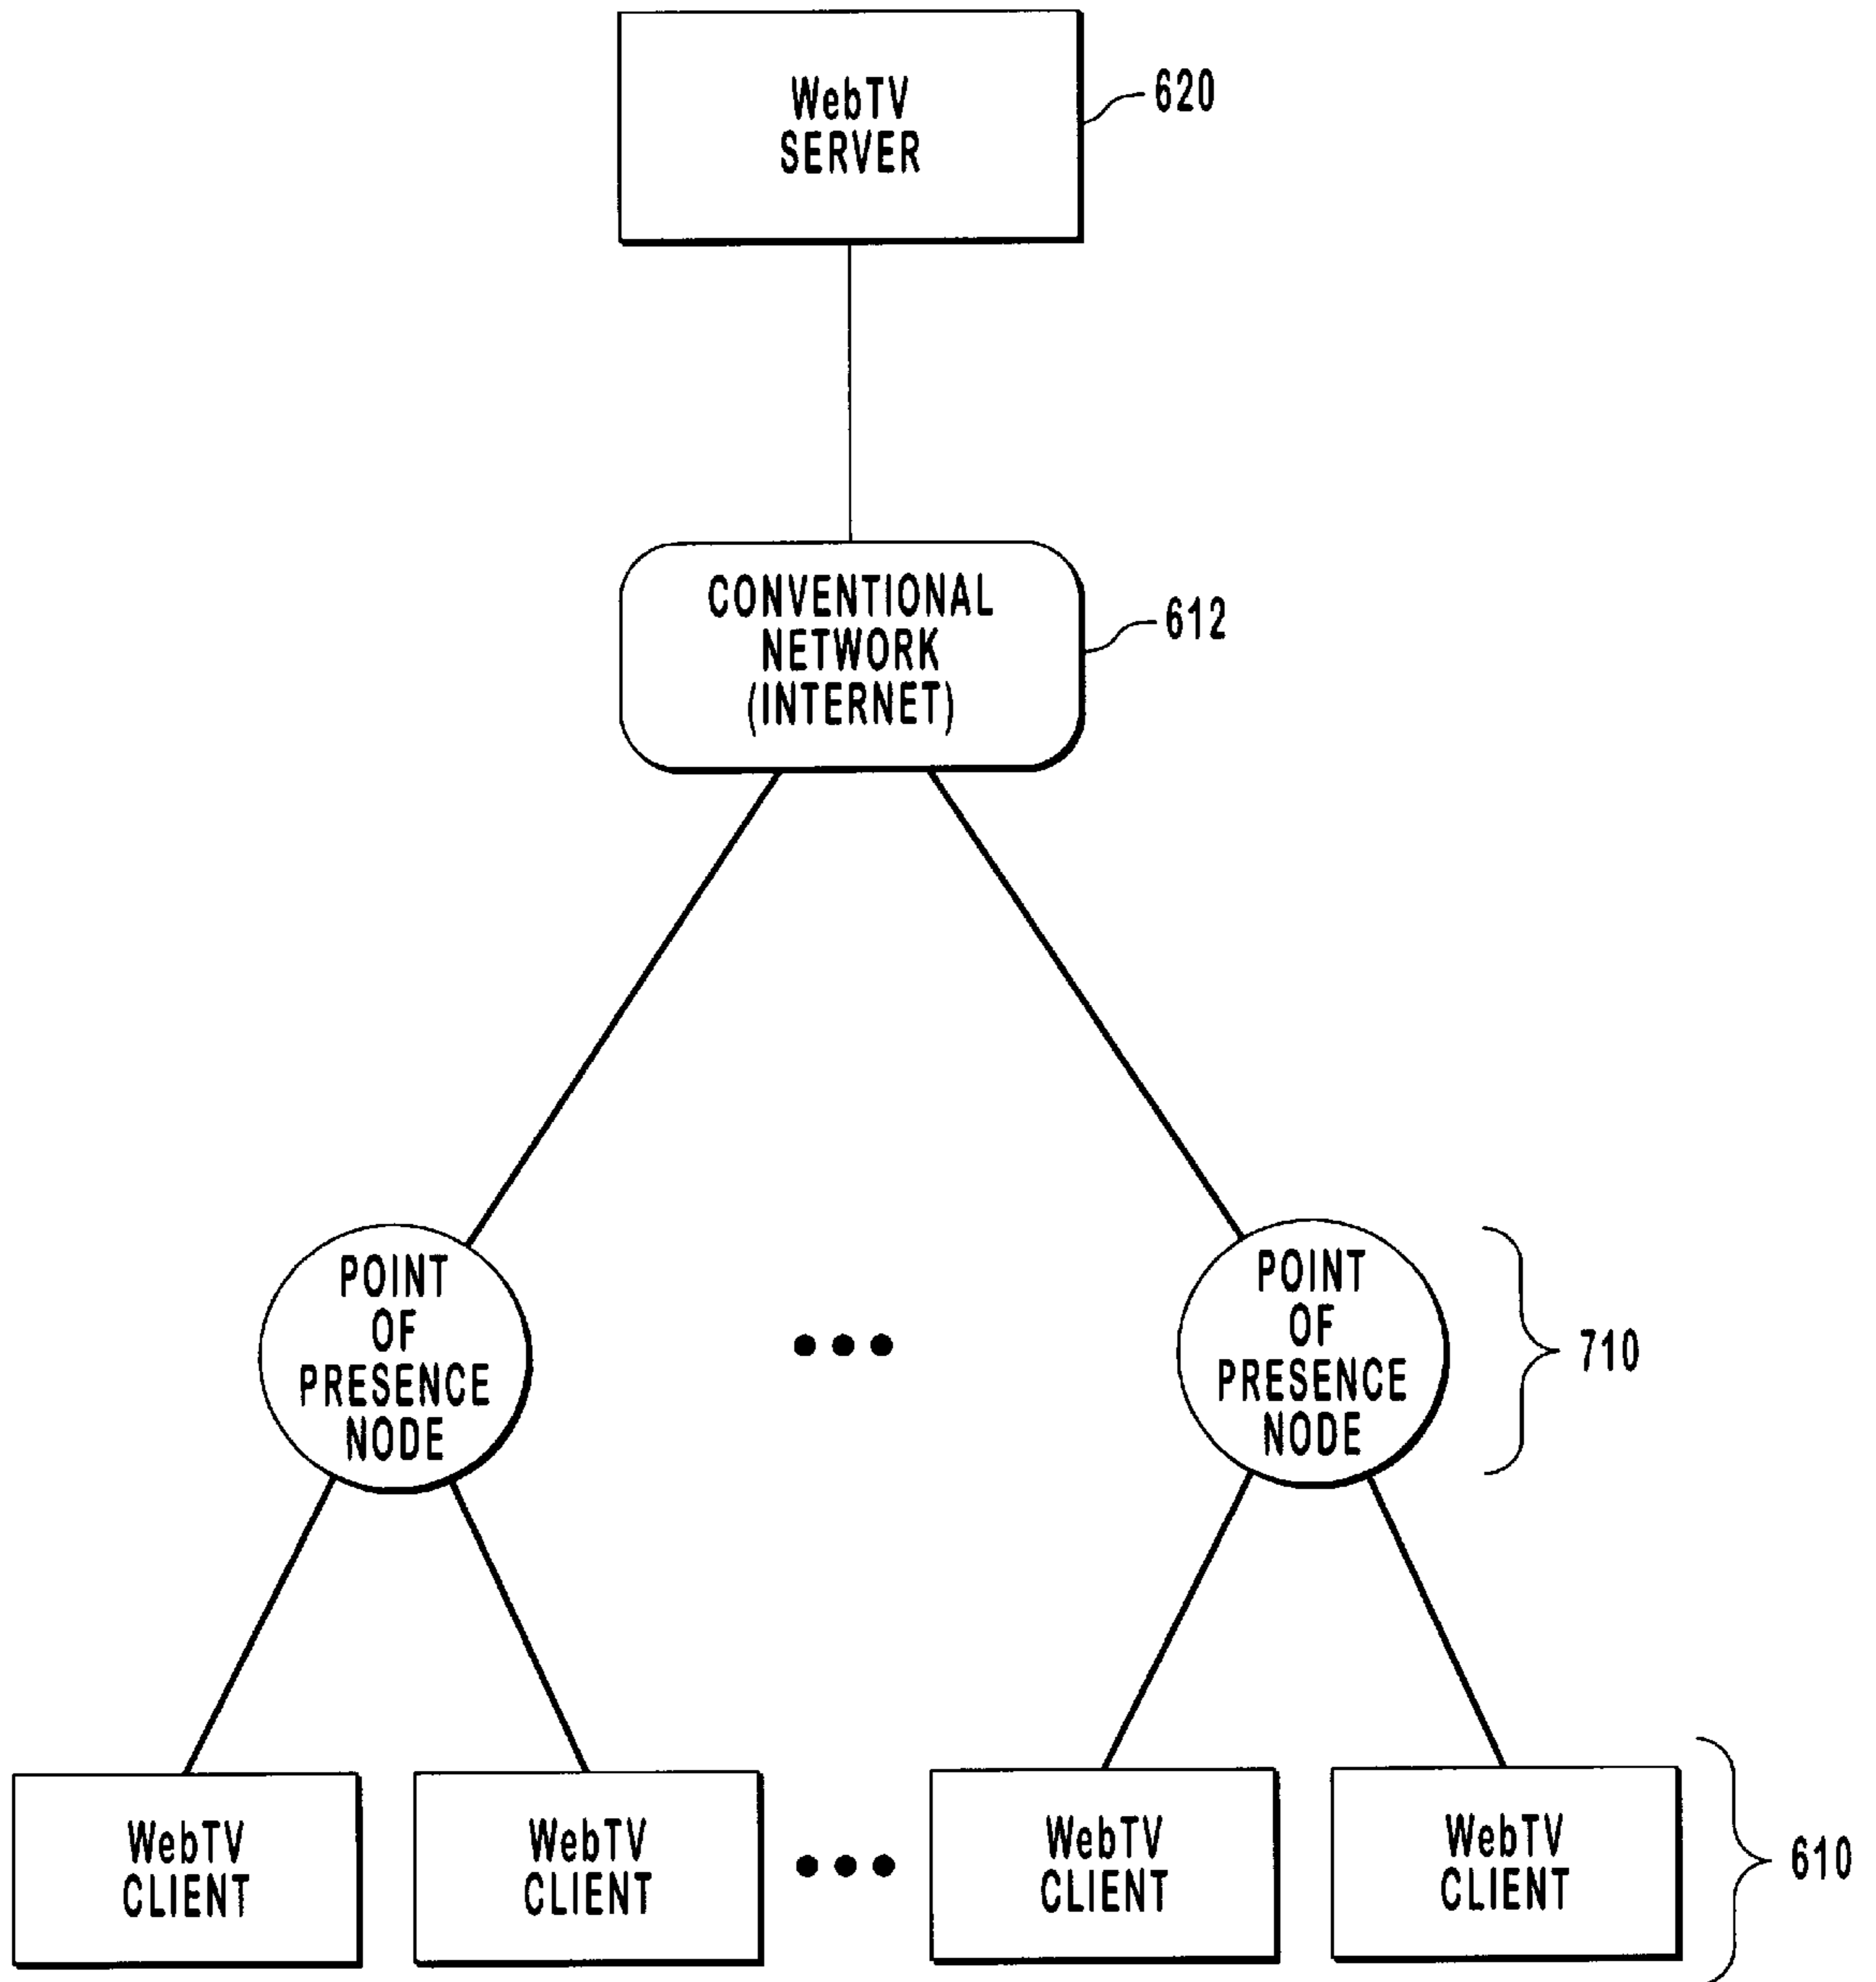 WebTV
SERVER
620
CONVENTIONAL
NETWORK
(INTERNET)
612
POINT
OF
PRESENCE
NODE
POINT
OF
PRESENCE
NODE
710
WebTV
CLIENT
WebTV
CLIENT
WebTV
CLIENT
WebTV
CLIENT
610